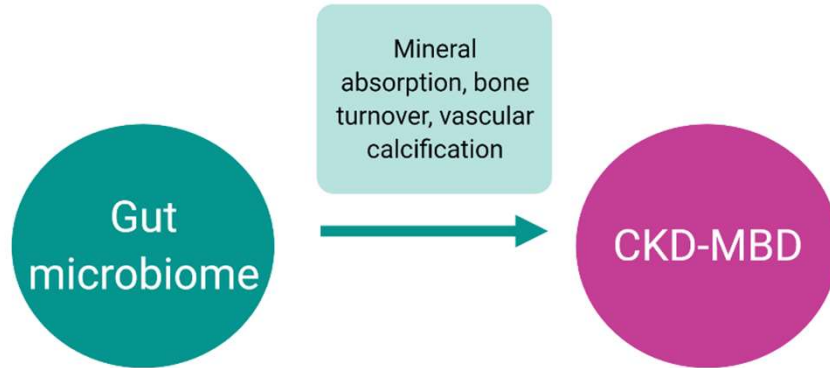 Mineral
absorption, bone
turnover, vascular
calcification
Gut
microbiome
CKD-MBD